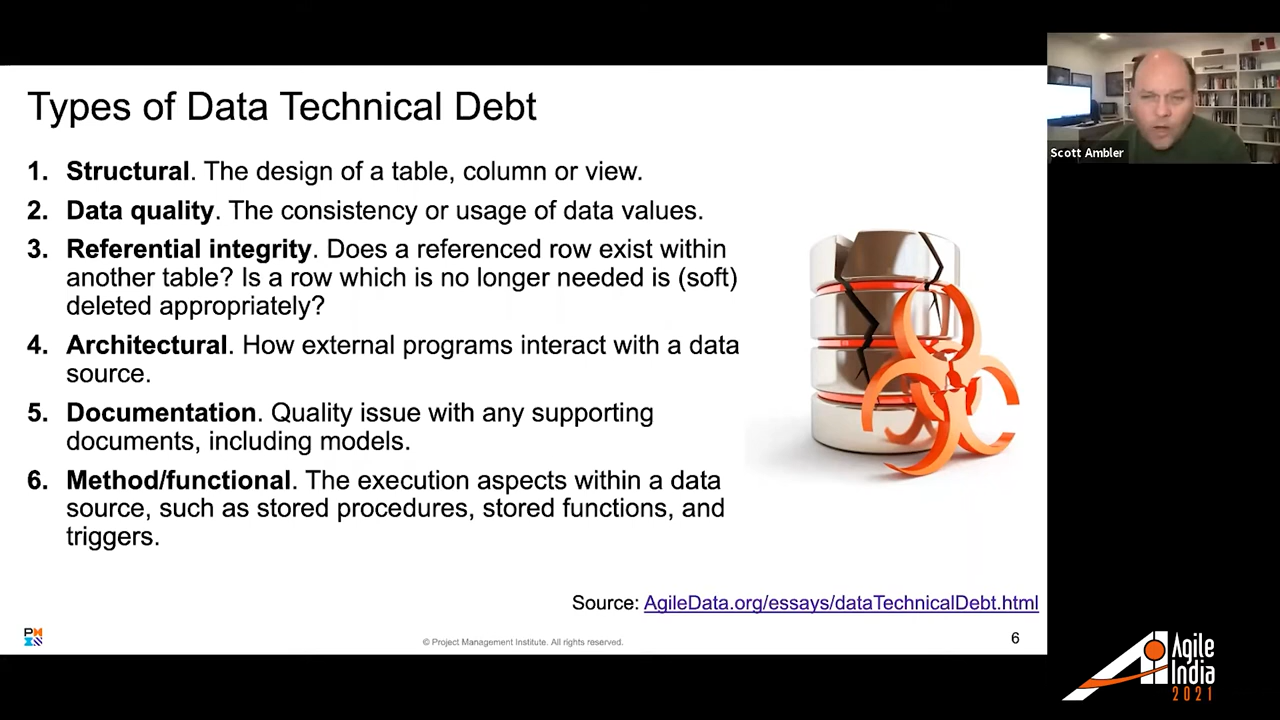 Types of Data Technical Debt
1. Structural. The design of a table, column or view.
2. Data quality. The consistency or usage of data values.
3. Referential integrity. Does a referenced row exist within
another table? Is a row which is no longer needed is (soft)
deleted appropriately?
4. Architectural. How external programs interact with a data
source.
5. Documentation. Quality issue with any supporting
documents, including models.
6. Method/functional. The execution aspects within a data
source, such as stored procedures, stored functions, and
triggers.
Source: AgileData.org/essays/dataTechnicalDebt.html
© Project Management Institute. All rights reserved.
6
Scott Ambler
Agile
India
2021